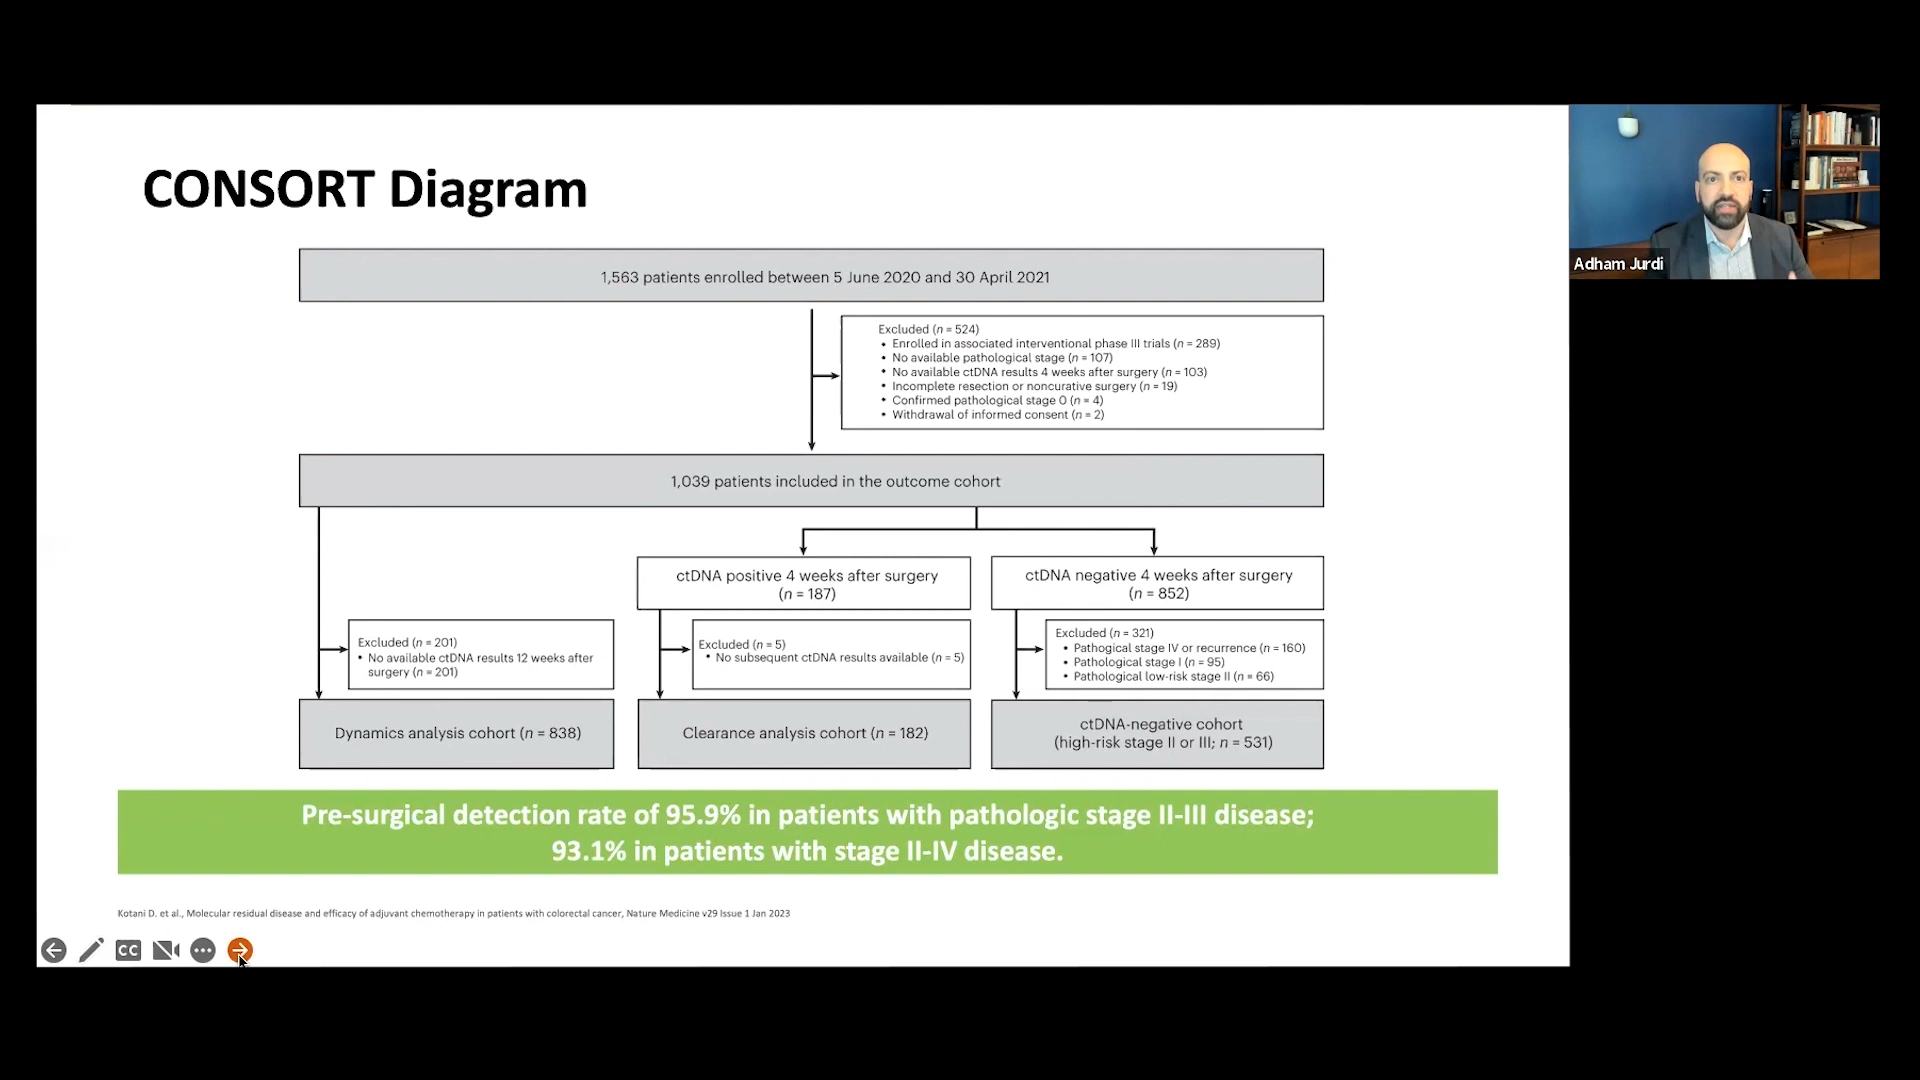 CONSORT Diagram
1,563 patients enrolled between 5 June 2020 and 30 April 2021
Excluded (n = 524)
• Enrolled in associated interventional phase III trials (n = 289)
• No available pathological stage (n = 107)
• No available ctDNA results 4 weeks after surgery (n = 103)
• Incomplete resection or noncurative surgery (n = 19)
• Confirmed pathological stage 0 (n = 4)
• Withdrawal of informed consent (n = 2)
1,039 patients included in the outcome cohort
ctDNA positive 4 weeks after surgery
(n = 187)
ctDNA negative 4 weeks after surgery
(n = 852)
Excluded (n = 201)
• No available ctDNA results 12 weeks after
surgery (n = 201)
Excluded (n = 5)
• No subsequent ctDNA results available (n = 5)
Excluded (n = 321)
• Pathogical stage IV or recurrence (n = 160)
• Pathological stage I (n = 95)
• Pathological low-risk stage II (n = 66)
Dynamics analysis cohort (n = 838)
Clearance analysis cohort (n = 182)
ctDNA-negative cohort
(high-risk stage II or III; n = 531)
Pre-surgical detection rate of 95.9% in patients with pathologic stage II-III disease;
93.1% in patients with stage II-IV disease.
Kotani D. et al., Molecular residual disease and efficacy of adjuvant chemotherapy in patients with colorectal cancer, Nature Medicine v29 Issue 1 Jan 2023
CC
Adham Jurdi